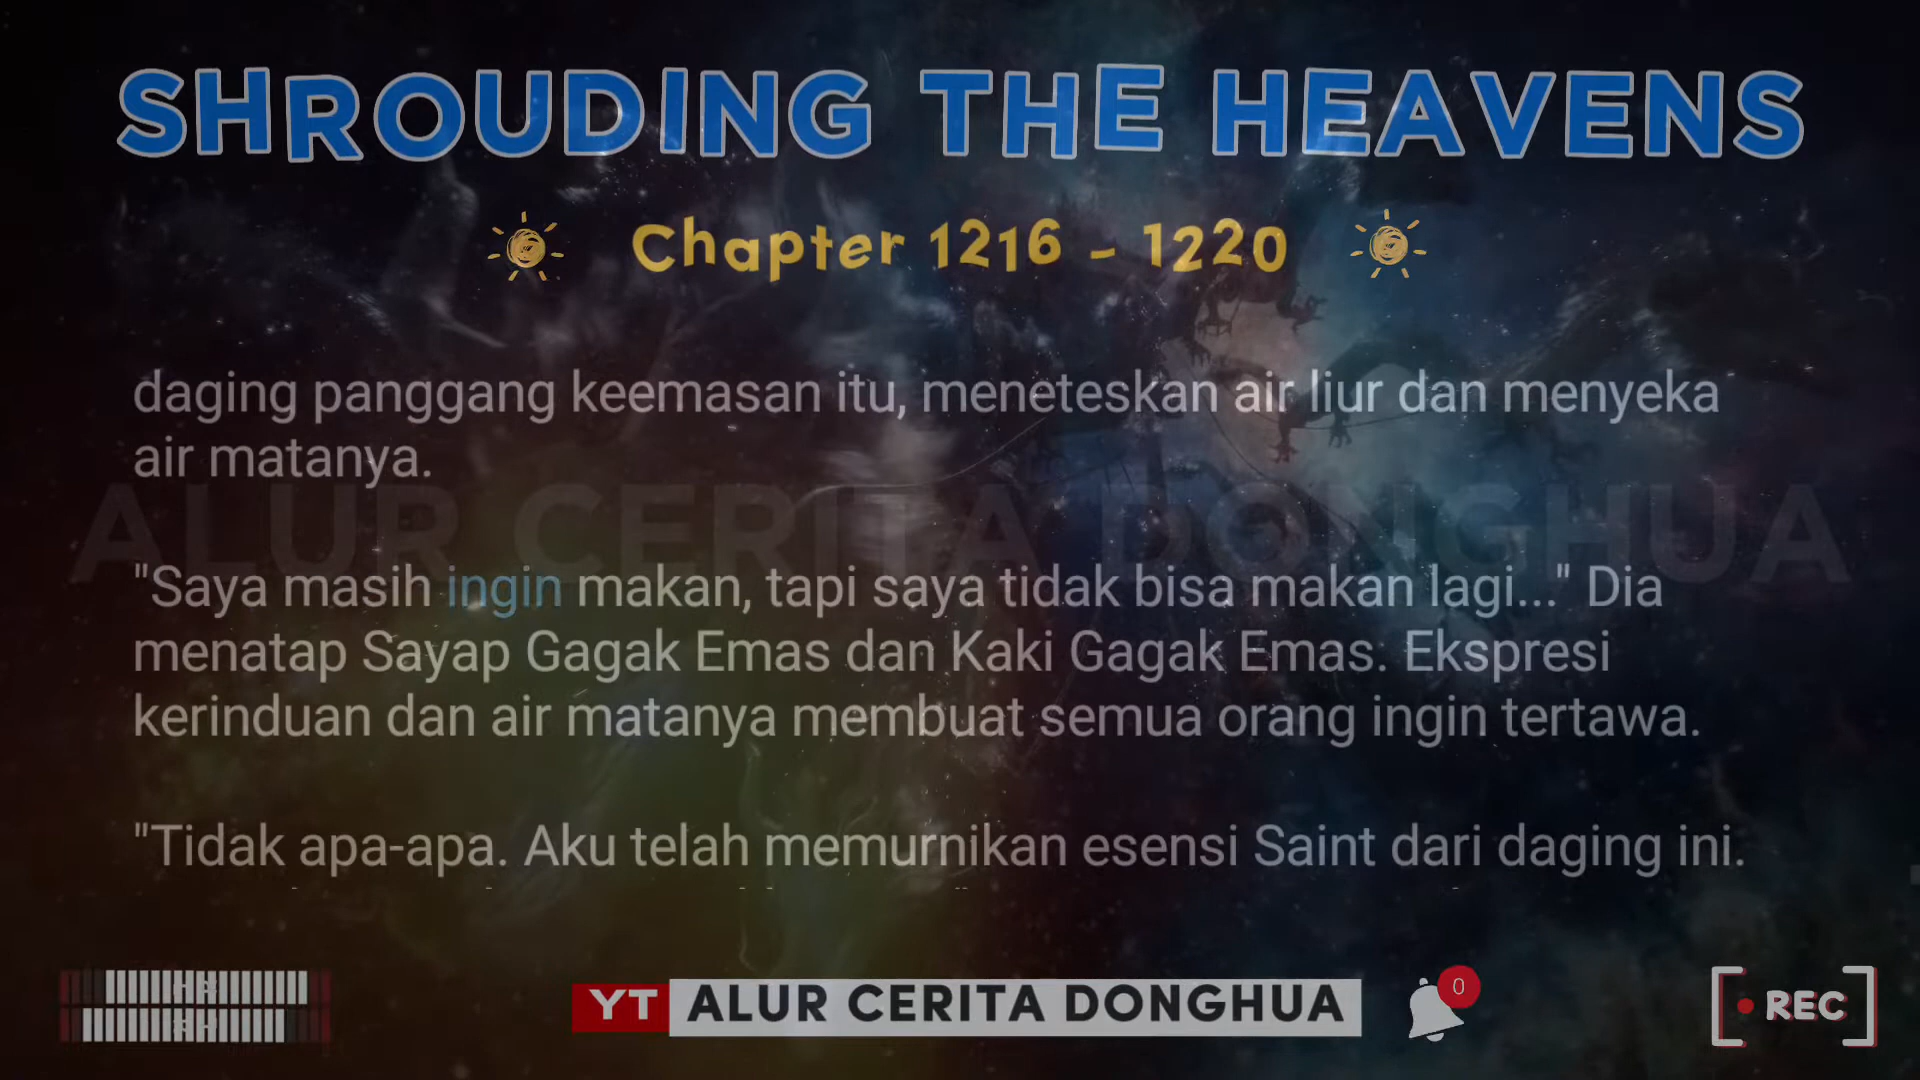 SHROUDING THE HEAVENS
Chapter 1216 - 1220
daging panggang keemasan itu, meneteskan air liur dan menyeka
air matanya.
ALUR CERITA DONGHUA
"Saya masih ingin makan, tapi saya tidak bisa makan lagi..." Dia
menatap Sayap Gagak Emas dan Kaki Gagak Emas. Ekspresi
kerinduan dan air matanya membuat semua orang ingin tertawa.
"Tidak apa-apa. Aku telah memurnikan esensi Saint dari daging ini.
YT ALUR CERITA DONGHUA
0
REC